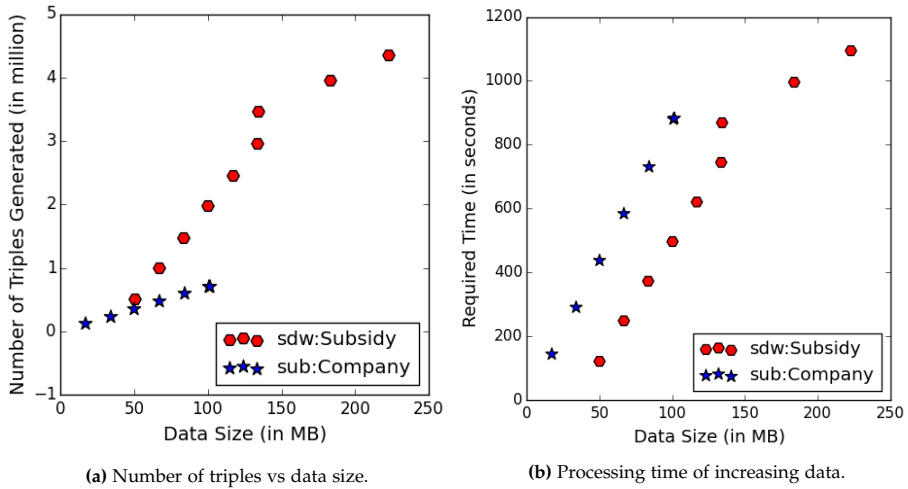 5
4
3
2
1
0
−1
0 50 100 150 200 250
Number of Triples Generated (in million)
Data Size (in MB)
sdw:Subsidy
sub:Company
(a) Number of triples vs data size.
1200
1000
800
600
400
200
0
0 50 100 150 200 250
Required Time (in seconds)
Data Size (in MB)
sdw:Subsidy
sub:Company
(b) Processing time of increasing data.